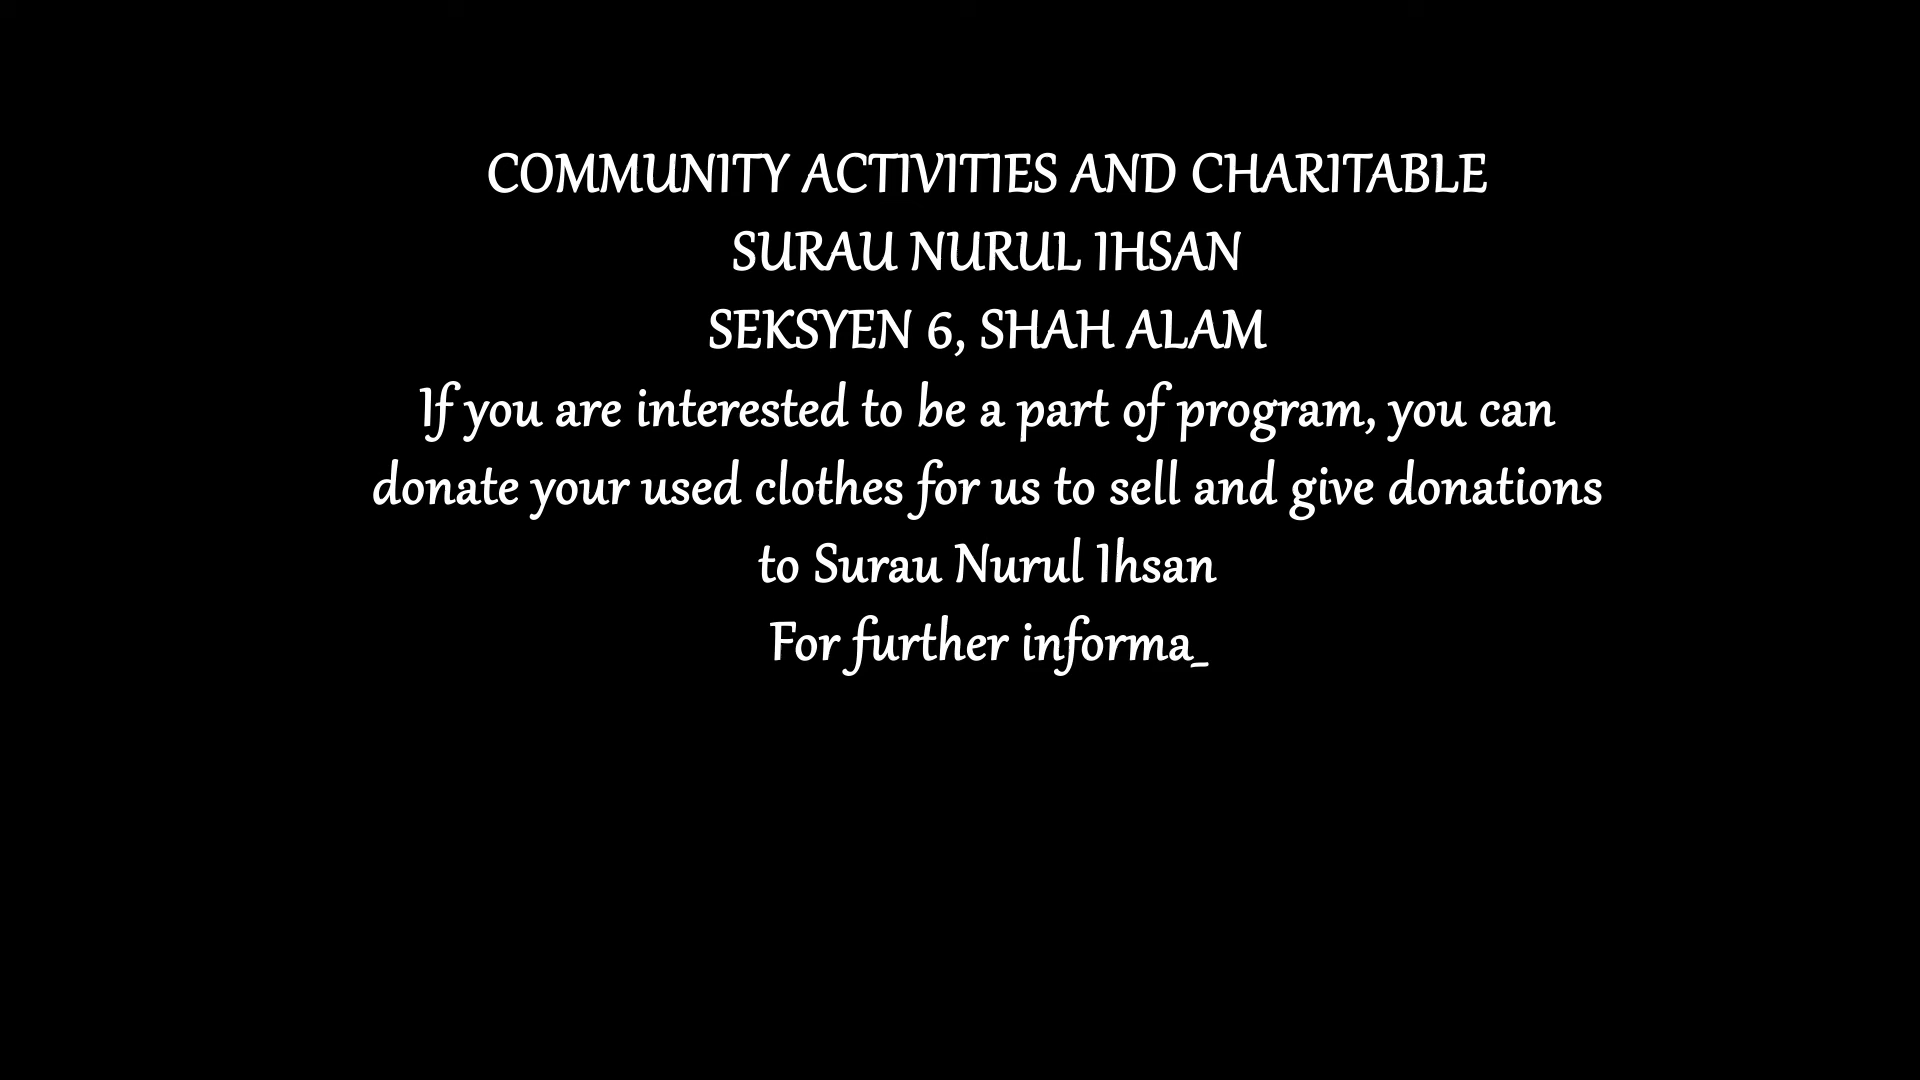 COMMUNITY ACTIVITIES AND CHARITABLE
SURAU NURUL IHSAN
SEKSYEN 6, SHAH ALAM
If you are interested to be a part of program, you can
donate your used clothes for us to sell and give donations
to Surau Nurul Ihsan
For further informa_